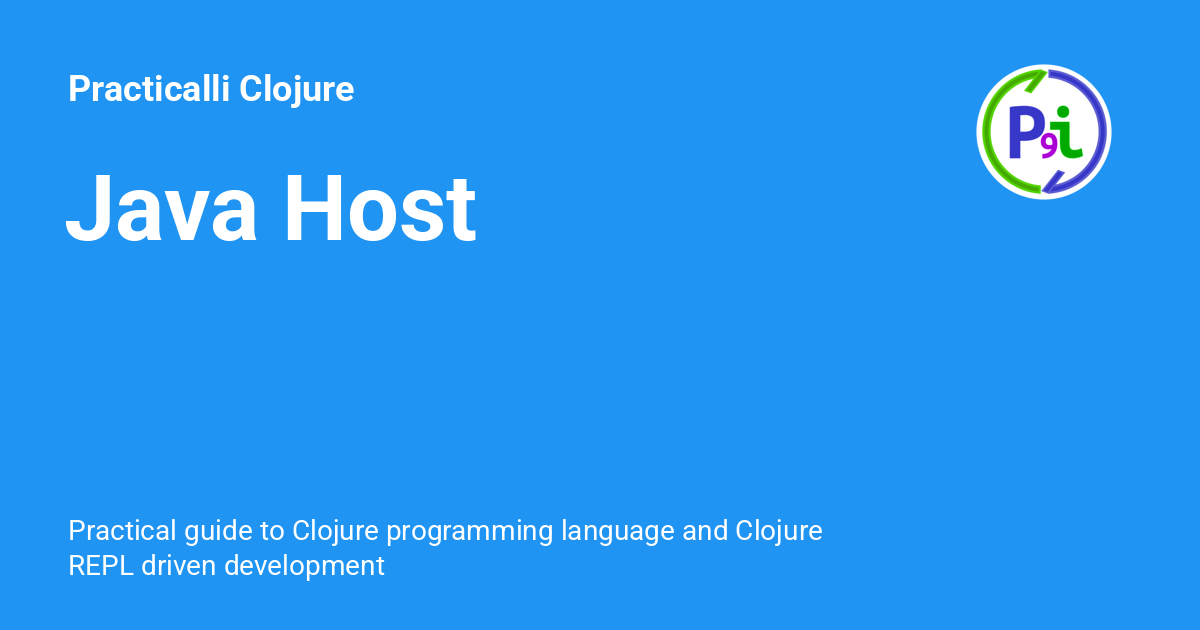 Practicalli Clojure
P9i
Java Host
Practical guide to Clojure programming language and Clojure
REPL driven development